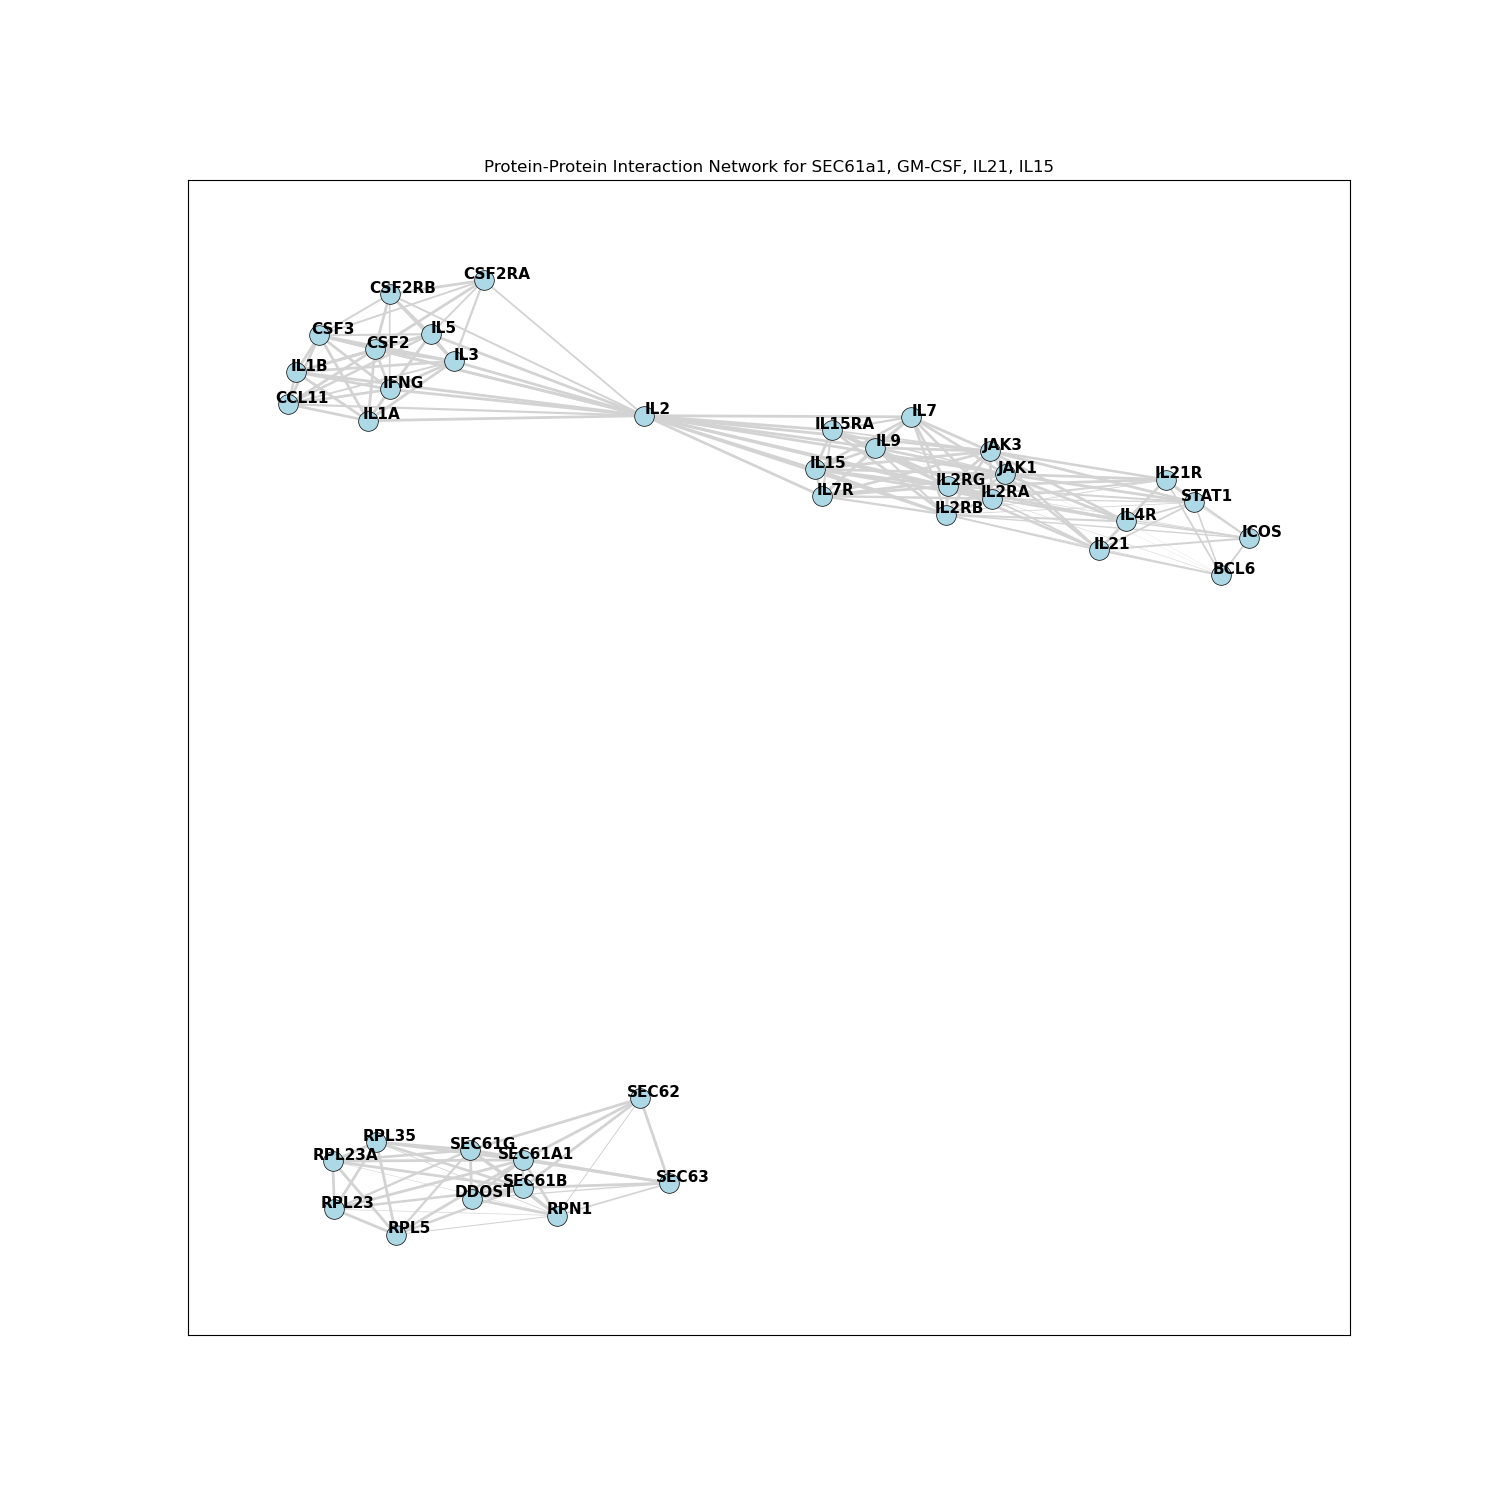 Protein-Protein Interaction Network for SEC61a1, GM-CSF, IL21, IL15
CSF2RA
CSF2RB
CSF3
IL5
CSF2
IL3
IL1B
IFNG
CCL11
IL1A
IL2
IL7
IL15RA
IL9
JAK3
IL15
JAK1
IL21R
IL2RG
IL7R
IL2RA
STAT1
IL2RB
IL4R
ICOS
IL21
BCL6
SEC62
RPL35
SEC61G
RPL23A
SEC61A1
SEC63
SEC61B
DDOST
RPL23
RPN1
RPL5